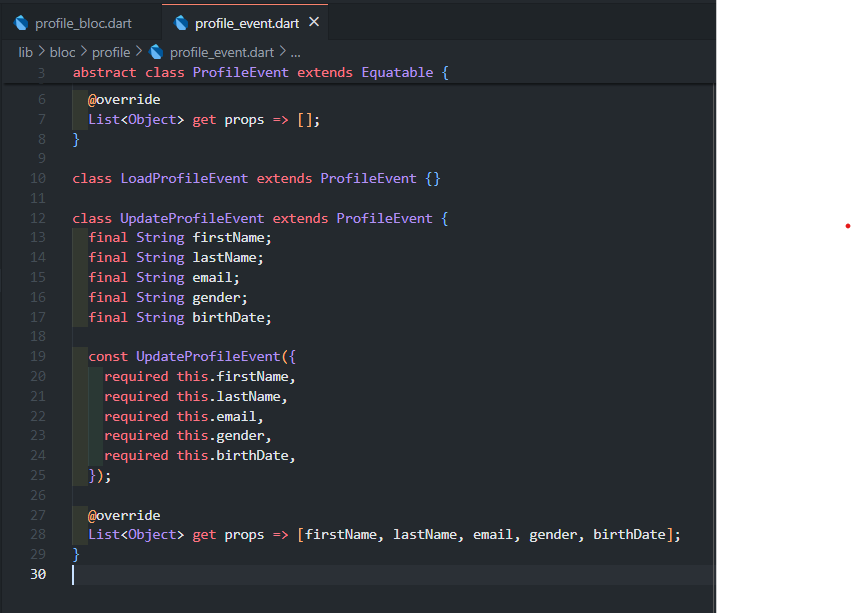 profile_bloc.dart profile_event.dart ×
lib > bloc > profile > profile_event.dart > ...
3 abstract class ProfileEvent extends Equatable {
6 @override
7 List<Object> get props => [];
8 }
9
10 class LoadProfileEvent extends ProfileEvent {}
11
12 class UpdateProfileEvent extends ProfileEvent {
13 final String firstName;
14 final String lastName;
15 final String email;
16 final String gender;
17 final String birthDate;
18
19 const UpdateProfileEvent({
20 required this.firstName,
21 required this.lastName,
22 required this.email,
23 required this.gender,
24 required this.birthDate,
25 });
26
27 @override
28 List<Object> get props => [firstName, lastName, email, gender, birthDate];
29 }
30